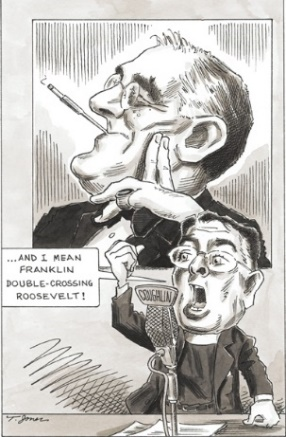 ...AND I MEAN
FRANKLIN
DOUBLE-CROSSING
ROOSEVELT!
COUGHLIN
T. Jones